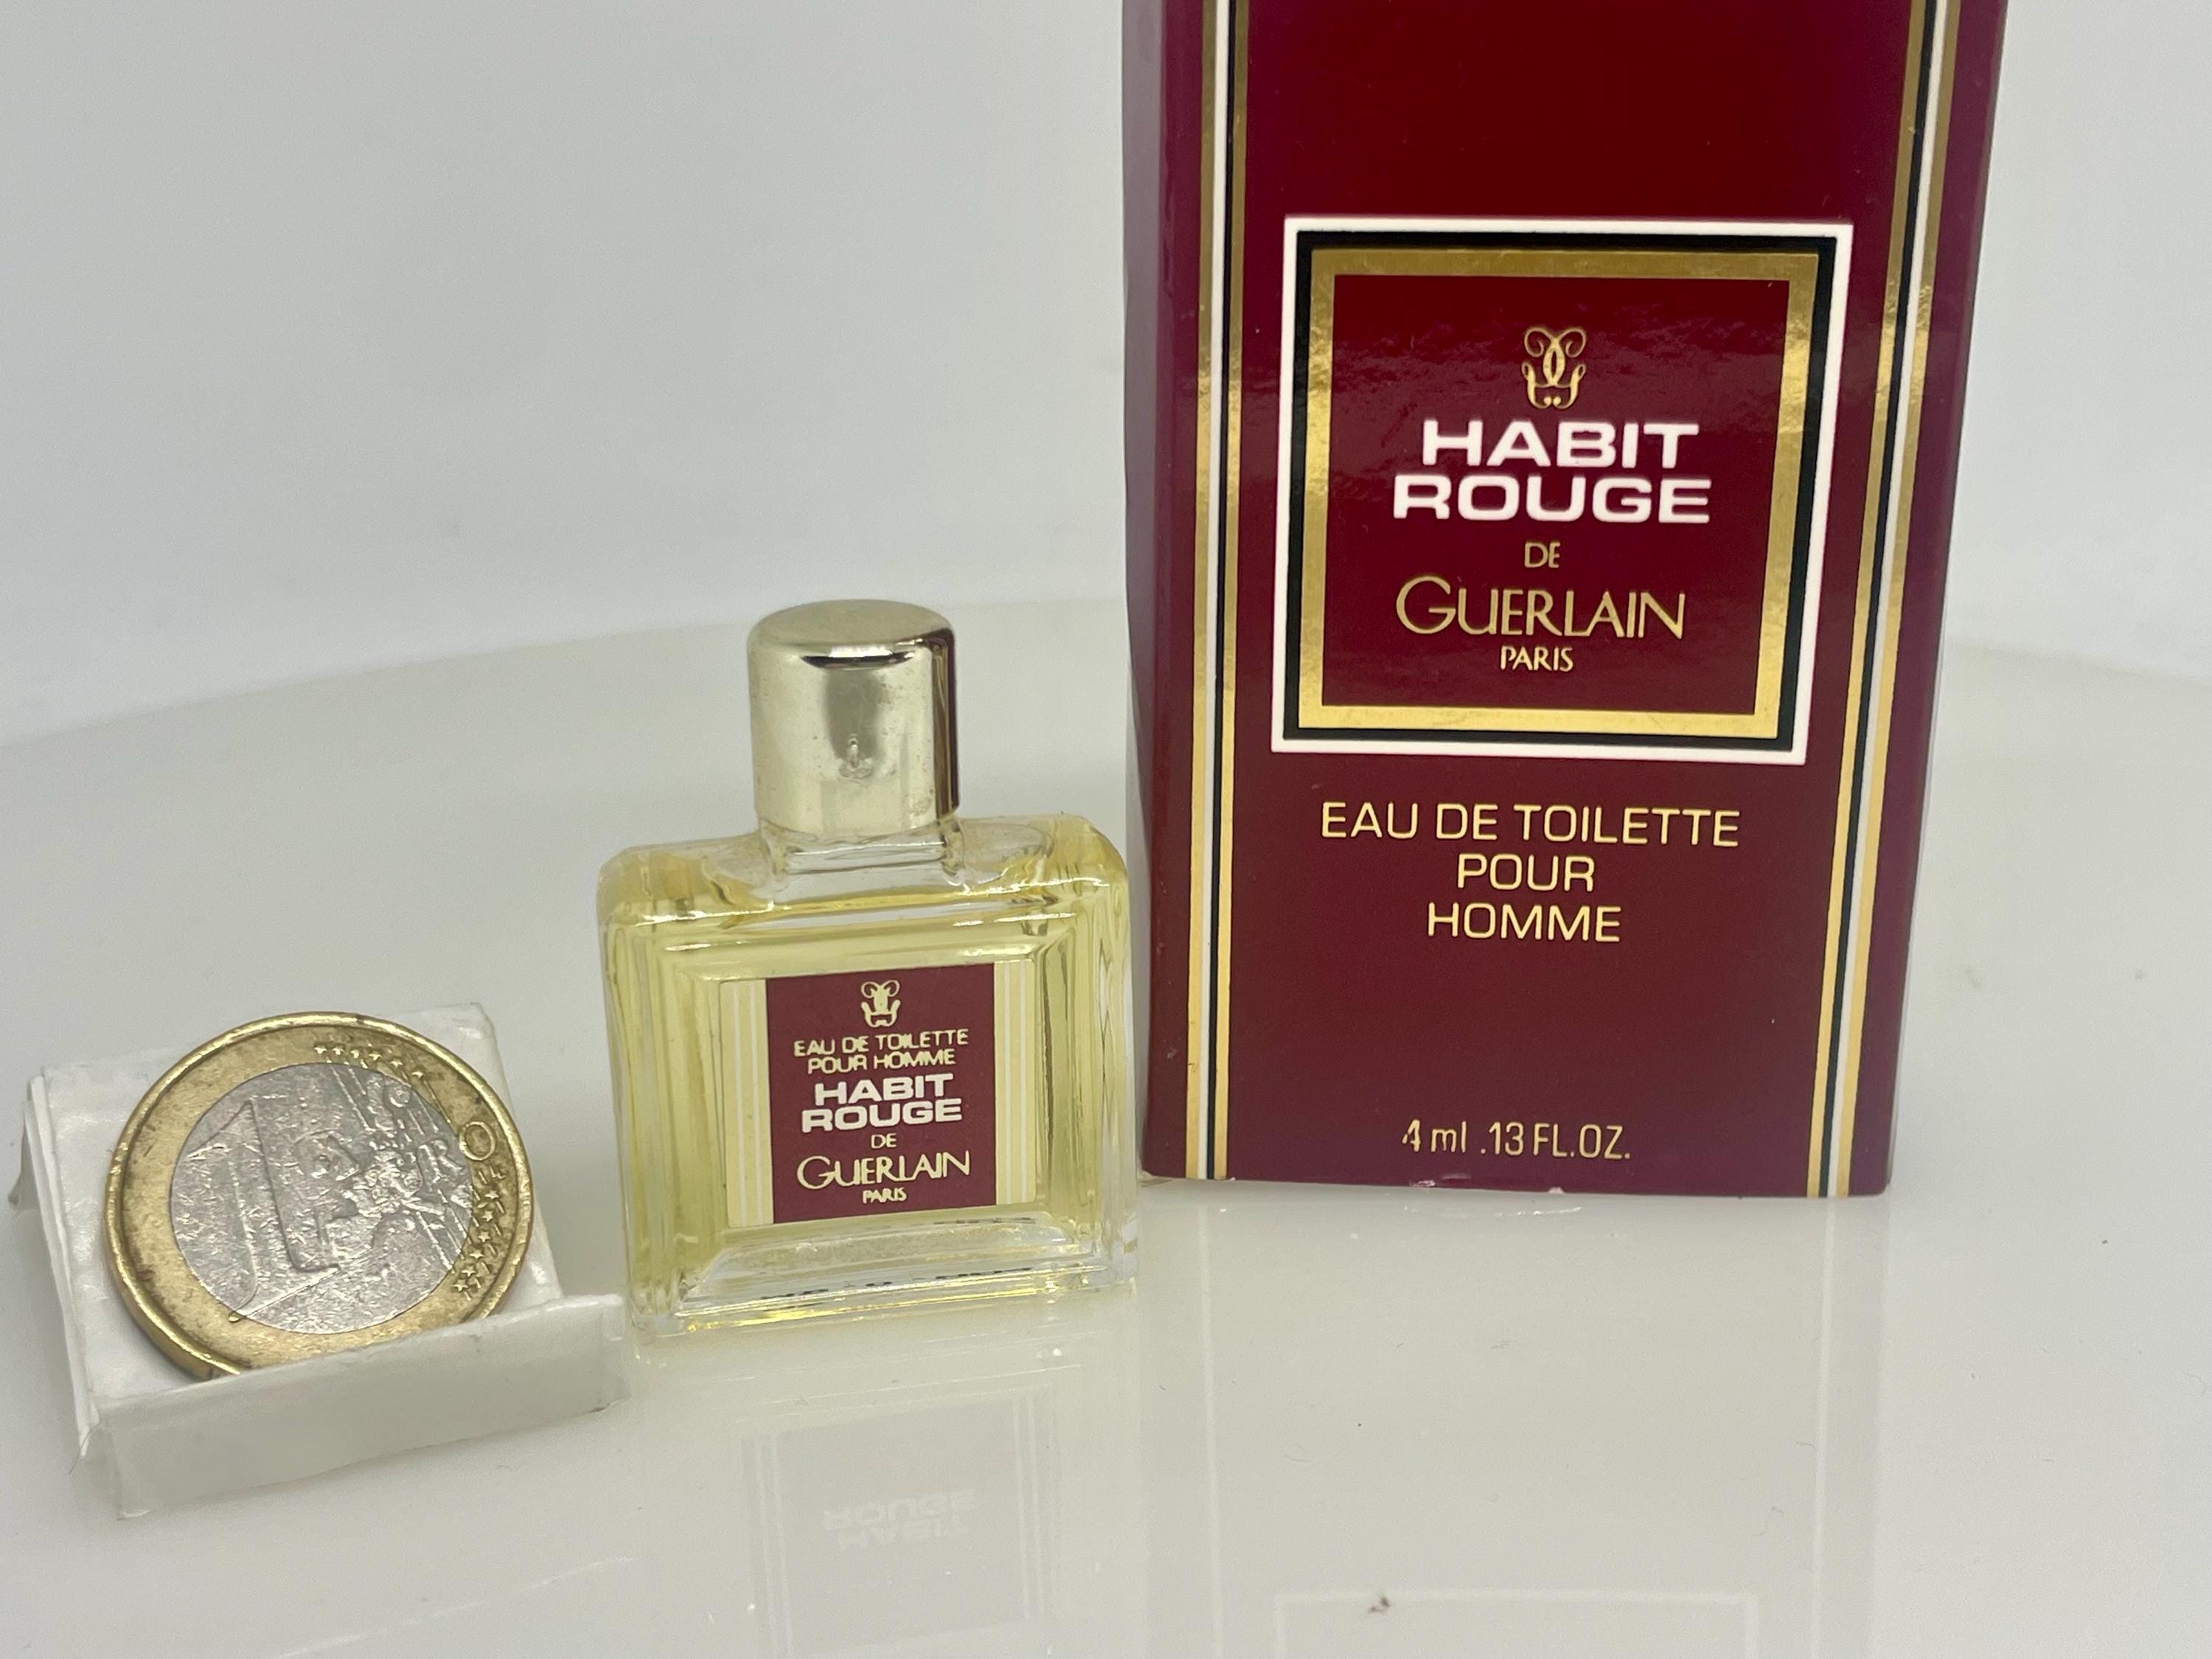 HABIT
ROUGE
DE
GUERLAIN
PARIS
EAU DE TOILETTE
POUR
HOMME
4 ml .13 FL.OZ.
EAU DE TOILETTE
POUR HOMME
HABIT
ROUGE
DE
GUERLAIN
PARIS
1
EURO